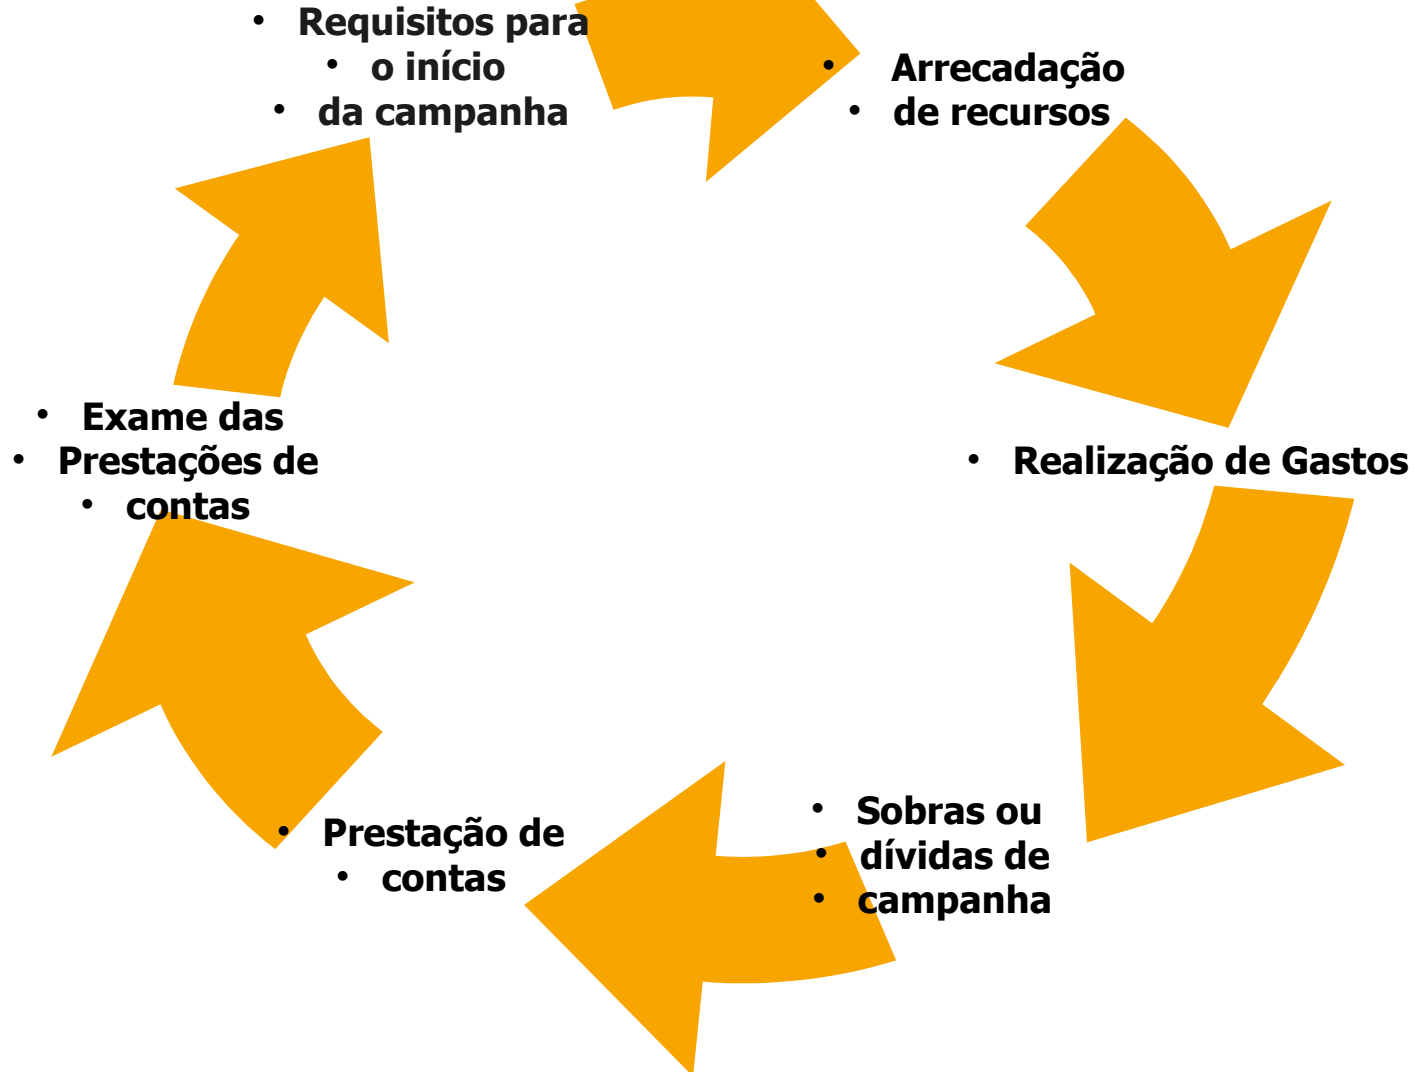 • Requisitos para
• o início
• da campanha
• Arrecadação
• de recursos
• Realização de Gastos
• Sobras ou
• dívidas de
• campanha
• Prestação de
• contas
• Exame das
• Prestações de
• contas